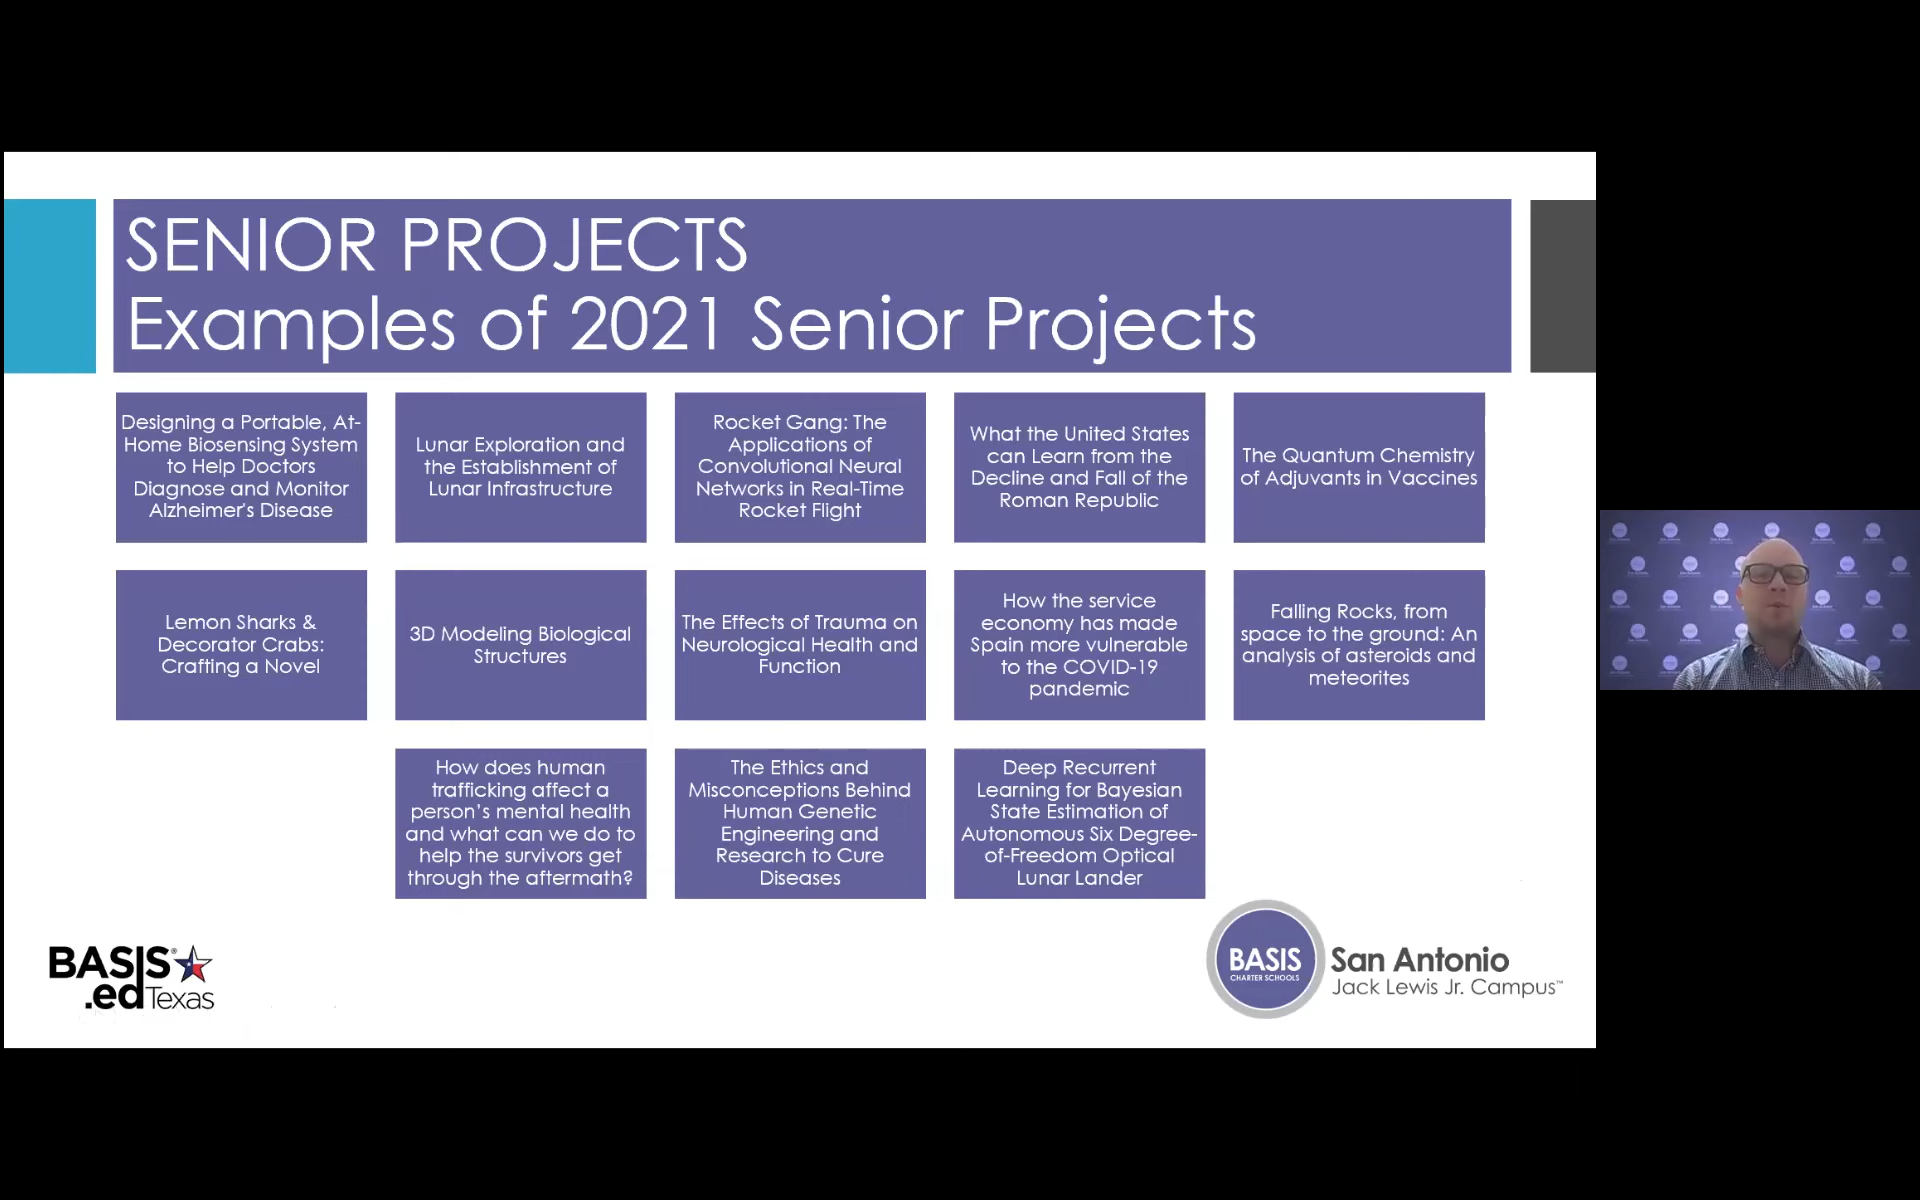 SENIOR PROJECTS
Examples of 2021 Senior Projects
Designing a Portable, At-
Home Biosensing System
to Help Doctors
Diagnose and Monitor
Alzheimer's Disease
Lunar Exploration and
the Establishment of
Lunar Infrastructure
Rocket Gang: The
Applications of
Convolutional Neural
Networks in Real-Time
Rocket Flight
What the United States
can Learn from the
Decline and Fall of the
Roman Republic
The Quantum Chemistry
of Adjuvants in Vaccines
Lemon Sharks &
Decorator Crabs:
Crafting a Novel
3D Modeling Biological
Structures
The Effects of Trauma on
Neurological Health and
Function
How the service
economy has made
Spain more vulnerable
to the COVID-19
pandemic
Falling Rocks, from
space to the ground: An
analysis of asteroids and
meteorites
How does human
trafficking affect a
person's mental health
and what can we do to
help the survivors get
through the aftermath?
The Ethics and
Misconceptions Behind
Human Genetic
Engineering and
Research to Cure
Diseases
Deep Recurrent
Learning for Bayesian
State Estimation of
Autonomous Six Degree-
of-Freedom Optical
Lunar Lander
BASIS®
.ed Texas
BASIS
CHARTER SCHOOLS
San Antonio
Jack Lewis Jr. Campus™